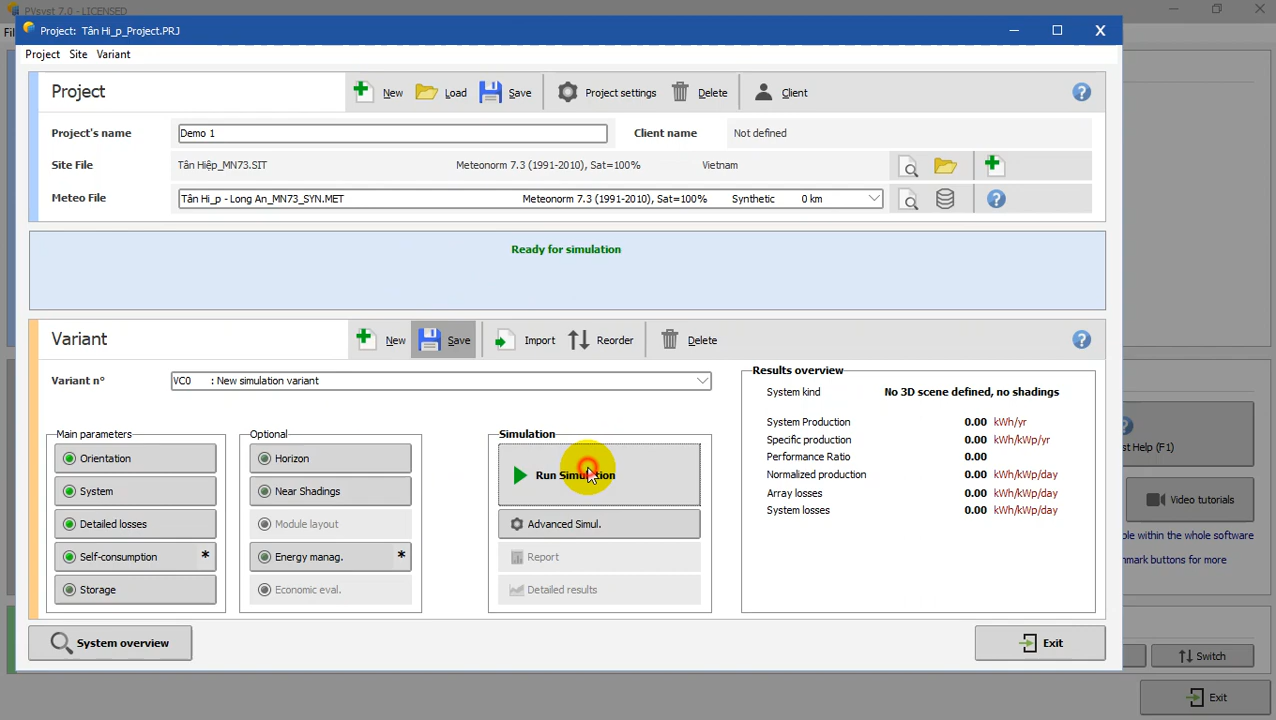 PVsyst 7.0 - LICENSED
Project: Tân Hi_p_Project.PRJ
Project Site Variant
Project New Load Save Project settings Delete Client
Project's name Demo 1 Client name Not defined
Site File Tân Hiêp_MN73.SIT Meteonorm 7.3 (1991-2010), Sat=100% Vietnam
Meteo File Tân Hi_p - Long An_MN73_SYN.MET Meteonorm 7.3 (1991-2010), Sat=100% Synthetic 0 km
Ready for simulation
Variant New Save Import Reorder Delete
Variant n° VC0 : New simulation variant
Results overview
System kind No 3D scene defined, no shadings
System Production 0.00 kWh/yr
Specific production 0.00 kWh/kWp/yr
Performance Ratio 0.00
Normalized production 0.00 kWh/kWp/day
Array losses 0.00 kWh/kWp/day
System losses 0.00 kWh/kWp/day
Main parameters
Orientation
System
Detailed losses
Self-consumption *
Storage
Optional
Horizon
Near Shadings
Module layout
Energy manag. *
Economic eval.
Simulation
Run Simulation
Advanced Simul.
Report
Detailed results
System overview
Exit
st Help (F1)
Video tutorials
ble within the whole software
mark buttons for more
Switch
Exit